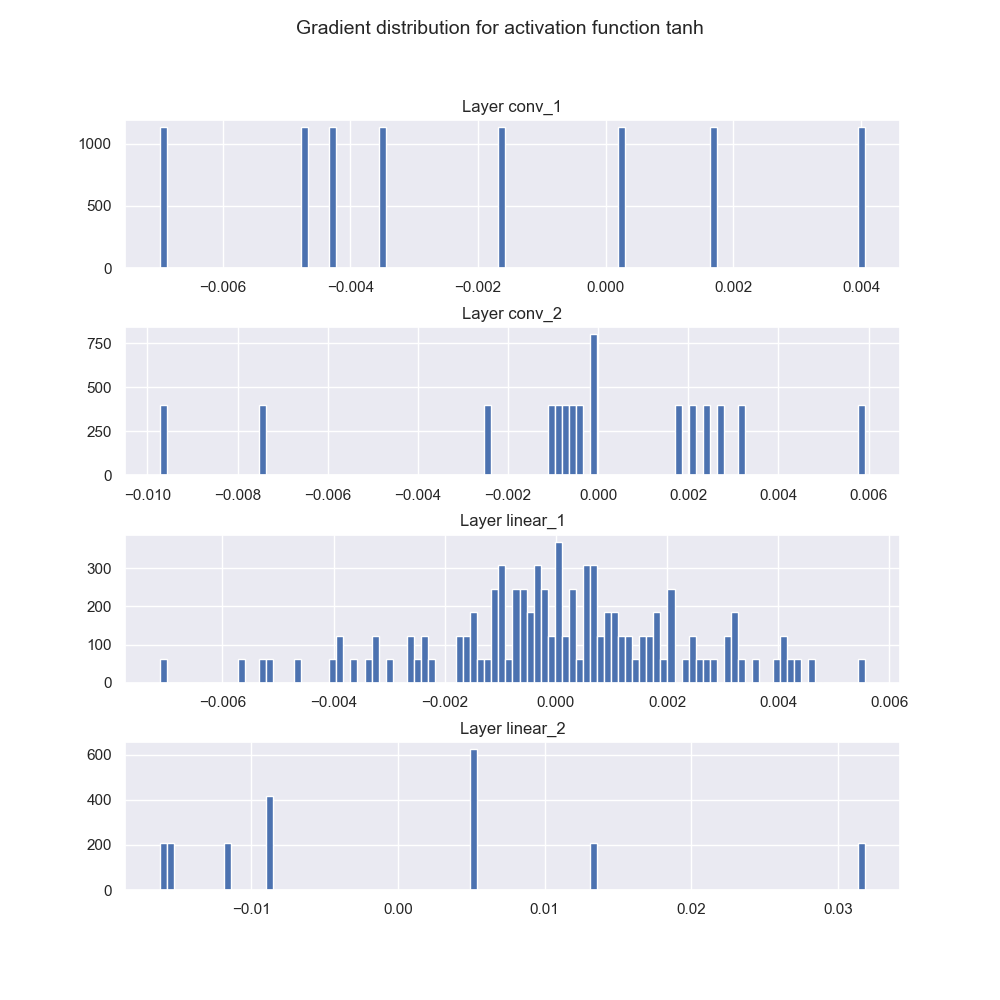 Gradient distribution for activation function tanh
Layer conv_1
1000
500
0
−0.006 −0.004 −0.002 0.000 0.002 0.004
Layer conv_2
750
500
250
0
−0.010 −0.008 −0.006 −0.004 −0.002 0.000 0.002 0.004 0.006
Layer linear_1
300
200
100
0
−0.006 −0.004 −0.002 0.000 0.002 0.004 0.006
Layer linear_2
600
400
200
0
−0.01 0.00 0.01 0.02 0.03